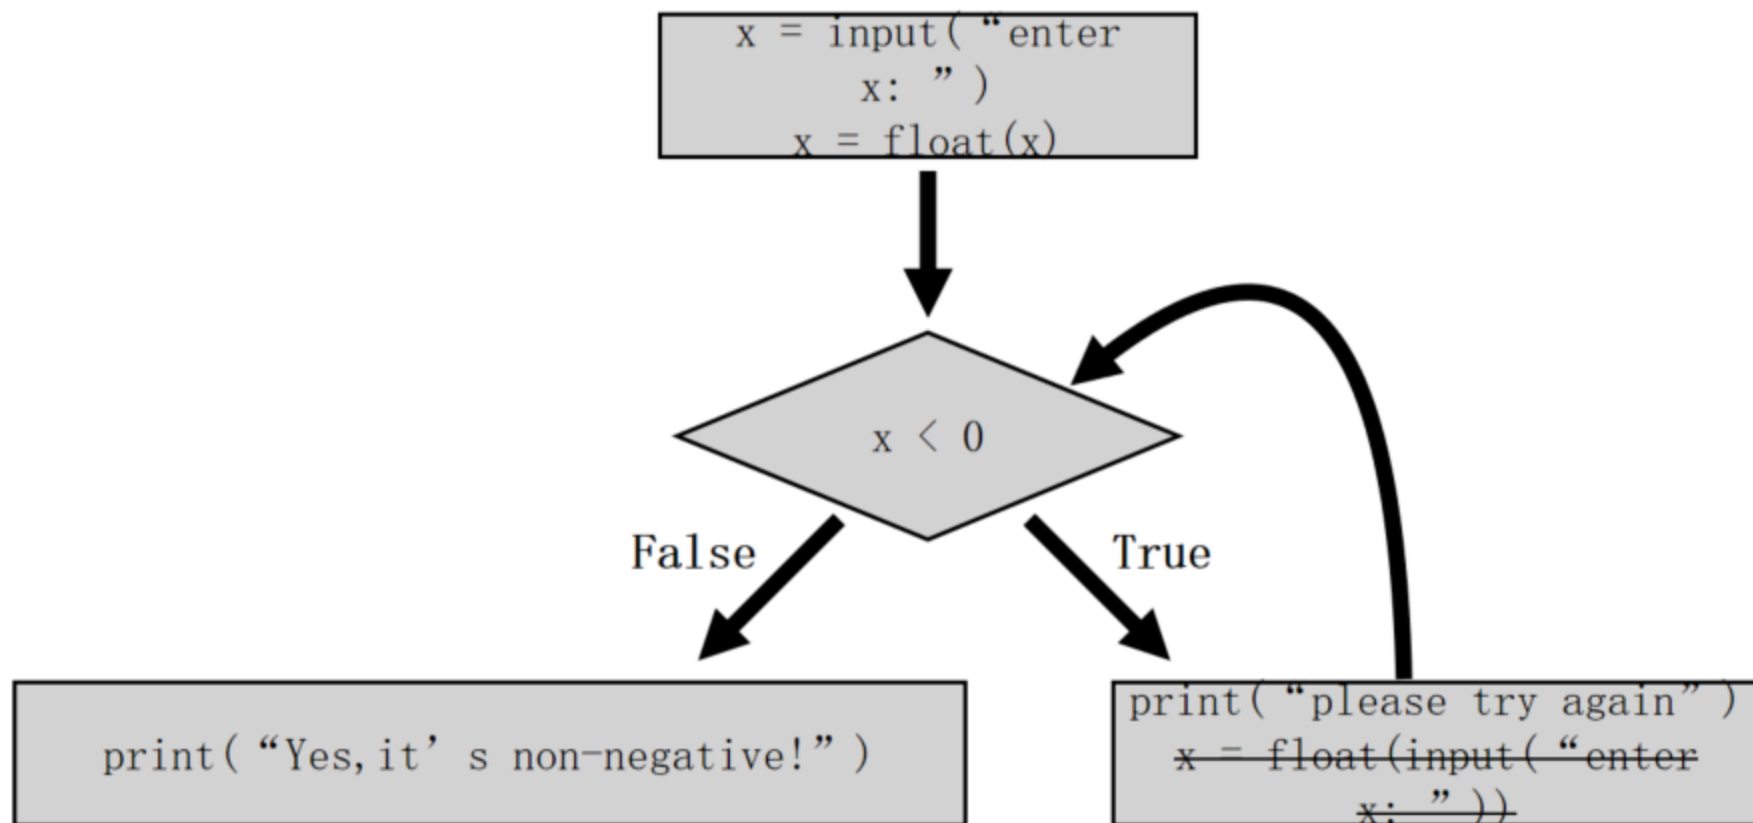 x = input(“enter
x: ”)
x = float(x)
x < 0
False
True
print(“Yes,it’s non-negative!”)
print(“please try again”)
x = float(input(“enter
x: ”))